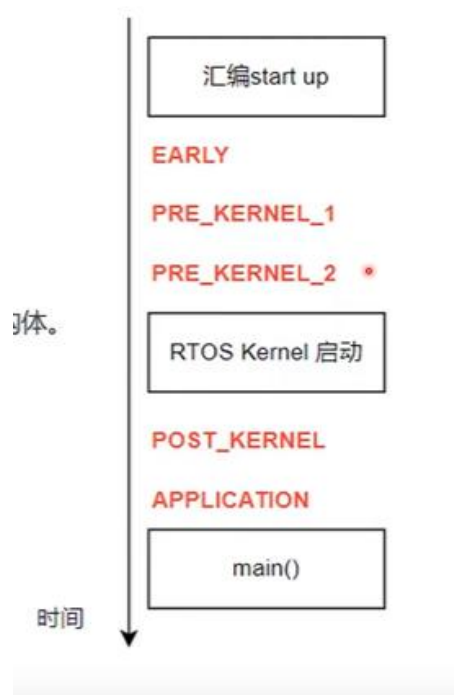 汇编start up
EARLY
PRE_KERNEL_1
PRE_KERNEL_2
体。
RTOS Kernel 启动
POST_KERNEL
APPLICATION
main()
时间